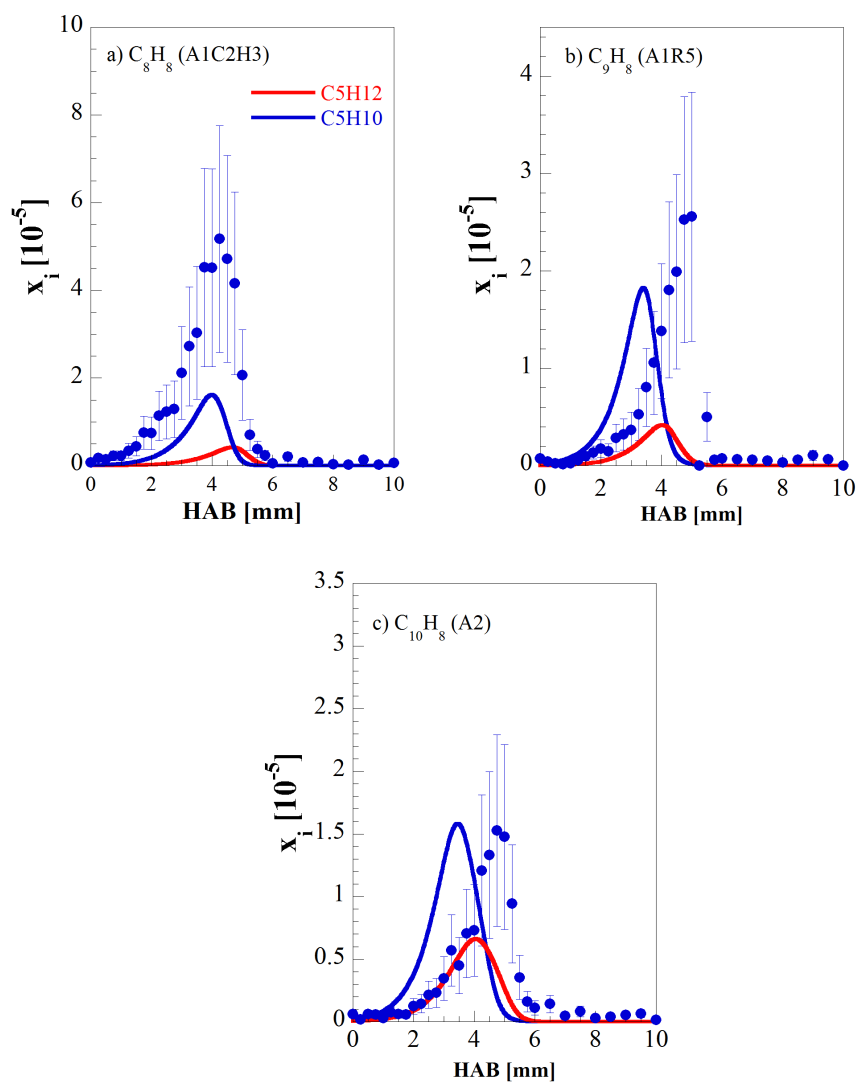 10
a) C8H8 (A1C2H3)
C5H12
C5H10
8
6
4
2
0
xi [10-5]
0 2 4 6 8 10
HAB [mm]
b) C9H8 (A1R5)
4
3
2
1
0
xi [10-5]
0 2 4 6 8 10
HAB [mm]
3.5
c) C10H8 (A2)
3
2.5
2
1.5
1
0.5
0
xi [10-5]
0 2 4 6 8 10
HAB [mm]